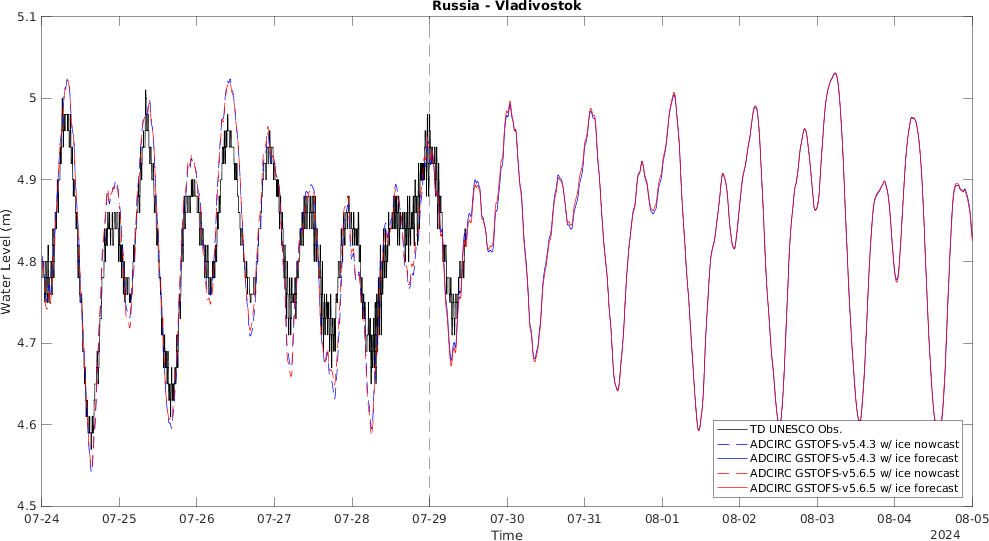 Russia - Vladivostok
5.1
5
4.9
4.8
4.7
4.6
4.5
Water Level (m)
TD UNESCO Obs.
ADCIRC GSTOFS-v5.4.3 w/ ice nowcast
ADCIRC GSTOFS-v5.4.3 w/ ice forecast
ADCIRC GSTOFS-v5.6.5 w/ ice nowcast
ADCIRC GSTOFS-v5.6.5 w/ ice forecast
07-24 07-25 07-26 07-27 07-28 07-29 07-30 07-31 08-01 08-02 08-03 08-04 08-05
Time
2024